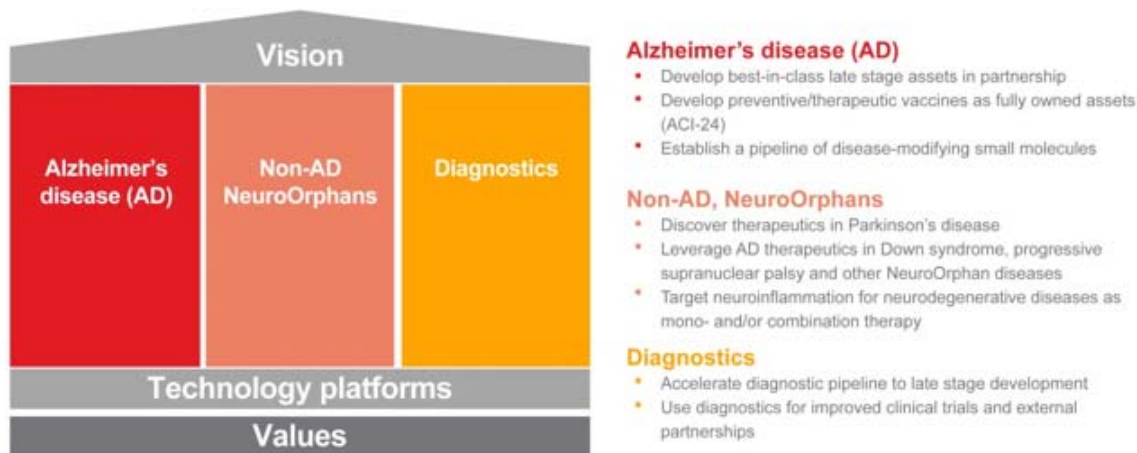 Vision
Alzheimer's
disease (AD)
Non-AD
NeuroOrphans
Diagnostics
Technology platforms
Values
Alzheimer's disease (AD)
• Develop best-in-class late stage assets in partnership
• Develop preventive/therapeutic vaccines as fully owned assets
(ACI-24)
• Establish a pipeline of disease-modifying small molecules
Non-AD, NeuroOrphans
• Discover therapeutics in Parkinson's disease
• Leverage AD therapeutics in Down syndrome, progressive
supranuclear palsy and other NeuroOrphan diseases
• Target neuroinflammation for neurodegenerative diseases as
mono- and/or combination therapy
Diagnostics
• Accelerate diagnostic pipeline to late stage development
• Use diagnostics for improved clinical trials and external
partnerships